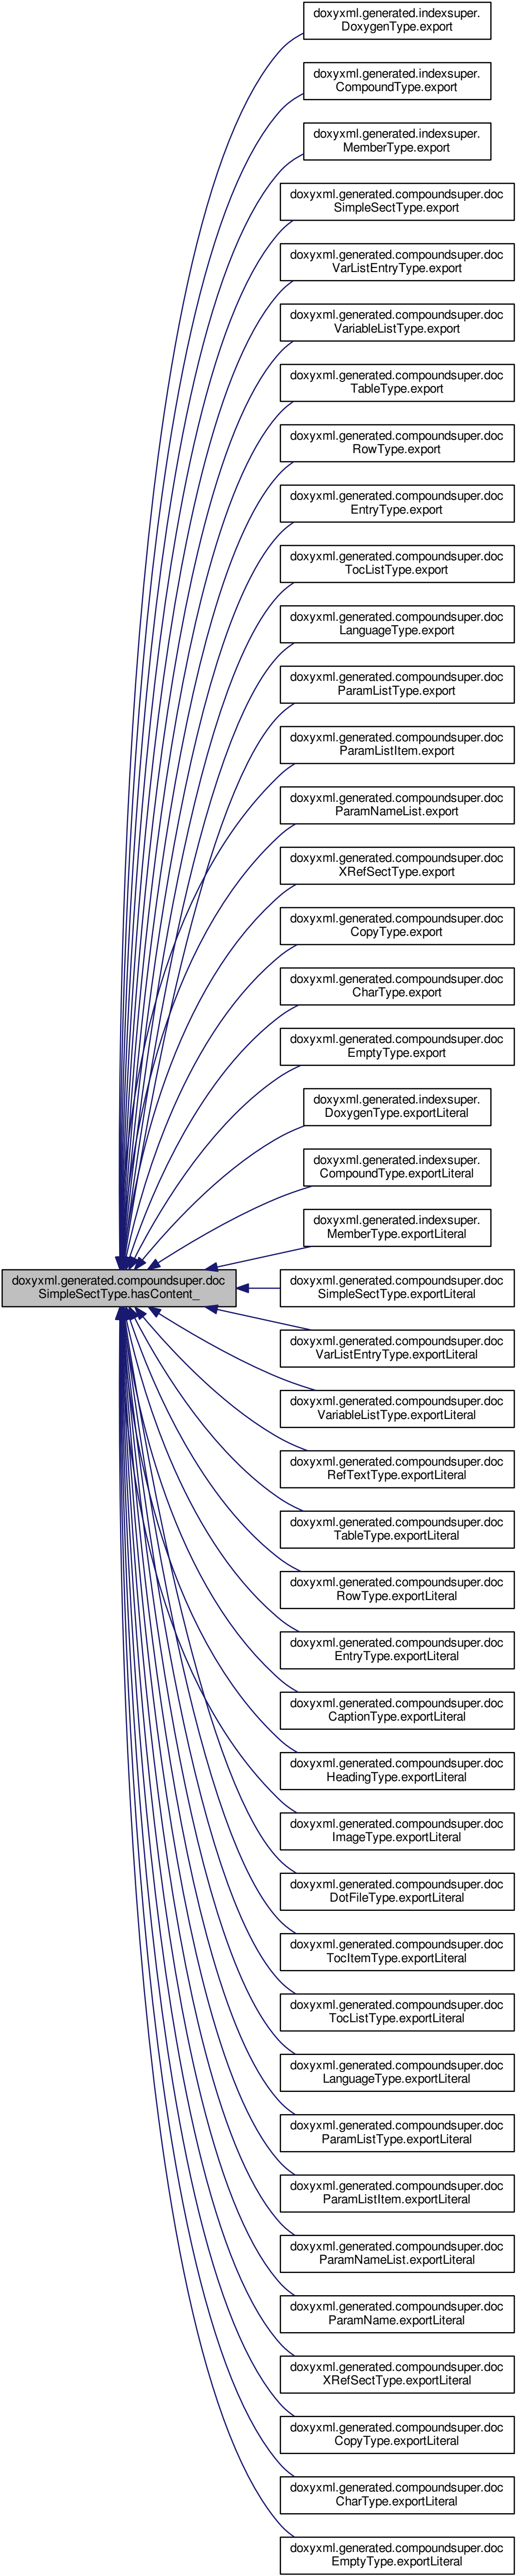 doxyxml.generated.indexsuper.
DoxygenType.export
doxyxml.generated.indexsuper.
CompoundType.export
doxyxml.generated.indexsuper.
MemberType.export
doxyxml.generated.compoundsuper.doc
SimpleSectType.export
doxyxml.generated.compoundsuper.doc
VarListEntryType.export
doxyxml.generated.compoundsuper.doc
VariableListType.export
doxyxml.generated.compoundsuper.doc
TableType.export
doxyxml.generated.compoundsuper.doc
RowType.export
doxyxml.generated.compoundsuper.doc
EntryType.export
doxyxml.generated.compoundsuper.doc
TocListType.export
doxyxml.generated.compoundsuper.doc
LanguageType.export
doxyxml.generated.compoundsuper.doc
ParamListType.export
doxyxml.generated.compoundsuper.doc
ParamListItem.export
doxyxml.generated.compoundsuper.doc
ParamNameList.export
doxyxml.generated.compoundsuper.doc
XRefSectType.export
doxyxml.generated.compoundsuper.doc
CopyType.export
doxyxml.generated.compoundsuper.doc
CharType.export
doxyxml.generated.compoundsuper.doc
EmptyType.export
doxyxml.generated.indexsuper.
DoxygenType.exportLiteral
doxyxml.generated.indexsuper.
CompoundType.exportLiteral
doxyxml.generated.indexsuper.
MemberType.exportLiteral
doxyxml.generated.compoundsuper.doc
SimpleSectType.hasContent_
doxyxml.generated.compoundsuper.doc
SimpleSectType.exportLiteral
doxyxml.generated.compoundsuper.doc
VarListEntryType.exportLiteral
doxyxml.generated.compoundsuper.doc
VariableListType.exportLiteral
doxyxml.generated.compoundsuper.doc
RefTextType.exportLiteral
doxyxml.generated.compoundsuper.doc
TableType.exportLiteral
doxyxml.generated.compoundsuper.doc
RowType.exportLiteral
doxyxml.generated.compoundsuper.doc
EntryType.exportLiteral
doxyxml.generated.compoundsuper.doc
CaptionType.exportLiteral
doxyxml.generated.compoundsuper.doc
HeadingType.exportLiteral
doxyxml.generated.compoundsuper.doc
ImageType.exportLiteral
doxyxml.generated.compoundsuper.doc
DotFileType.exportLiteral
doxyxml.generated.compoundsuper.doc
TocItemType.exportLiteral
doxyxml.generated.compoundsuper.doc
TocListType.exportLiteral
doxyxml.generated.compoundsuper.doc
LanguageType.exportLiteral
doxyxml.generated.compoundsuper.doc
ParamListType.exportLiteral
doxyxml.generated.compoundsuper.doc
ParamListItem.exportLiteral
doxyxml.generated.compoundsuper.doc
ParamNameList.exportLiteral
doxyxml.generated.compoundsuper.doc
ParamName.exportLiteral
doxyxml.generated.compoundsuper.doc
XRefSectType.exportLiteral
doxyxml.generated.compoundsuper.doc
CopyType.exportLiteral
doxyxml.generated.compoundsuper.doc
CharType.exportLiteral
doxyxml.generated.compoundsuper.doc
EmptyType.exportLiteral